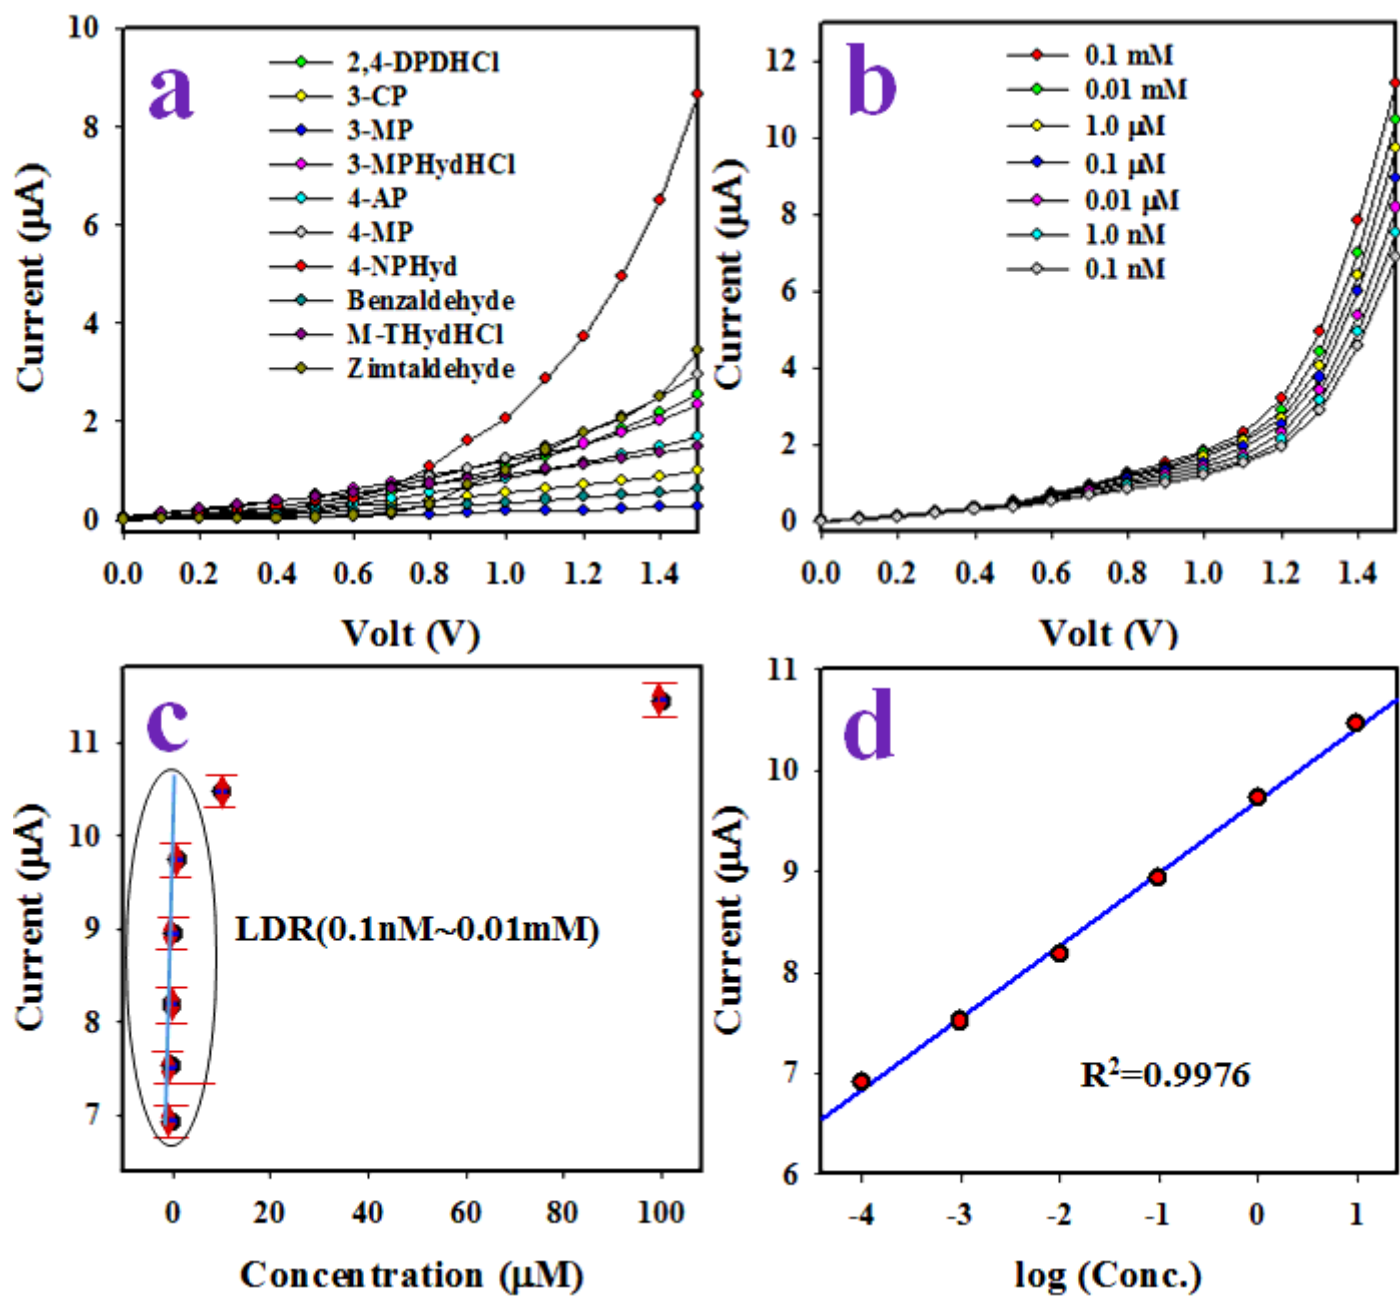 a
10
8
6
4
2
0
Current (μA)
2,4-DPDHCl
3-CP
3-MP
3-MPHydHCl
4-AP
4-MP
4-NPHyd
Benzaldehyde
M-THydHCl
Zimtaldehyde
0.0 0.2 0.4 0.6 0.8 1.0 1.2 1.4
Volt (V)
b
12
10
8
6
4
2
0
Current (μA)
0.1 mM
0.01 mM
1.0 μM
0.1 μM
0.01 μM
1.0 nM
0.1 nM
0.0 0.2 0.4 0.6 0.8 1.0 1.2 1.4
Volt (V)
c
11
10
9
8
7
Current (μA)
LDR(0.1nM~0.01mM)
0 20 40 60 80 100
Concentration (μM)
d
11
10
9
8
7
6
Current (μA)
R²=0.9976
-4 -3 -2 -1 0 1
log (Conc.)